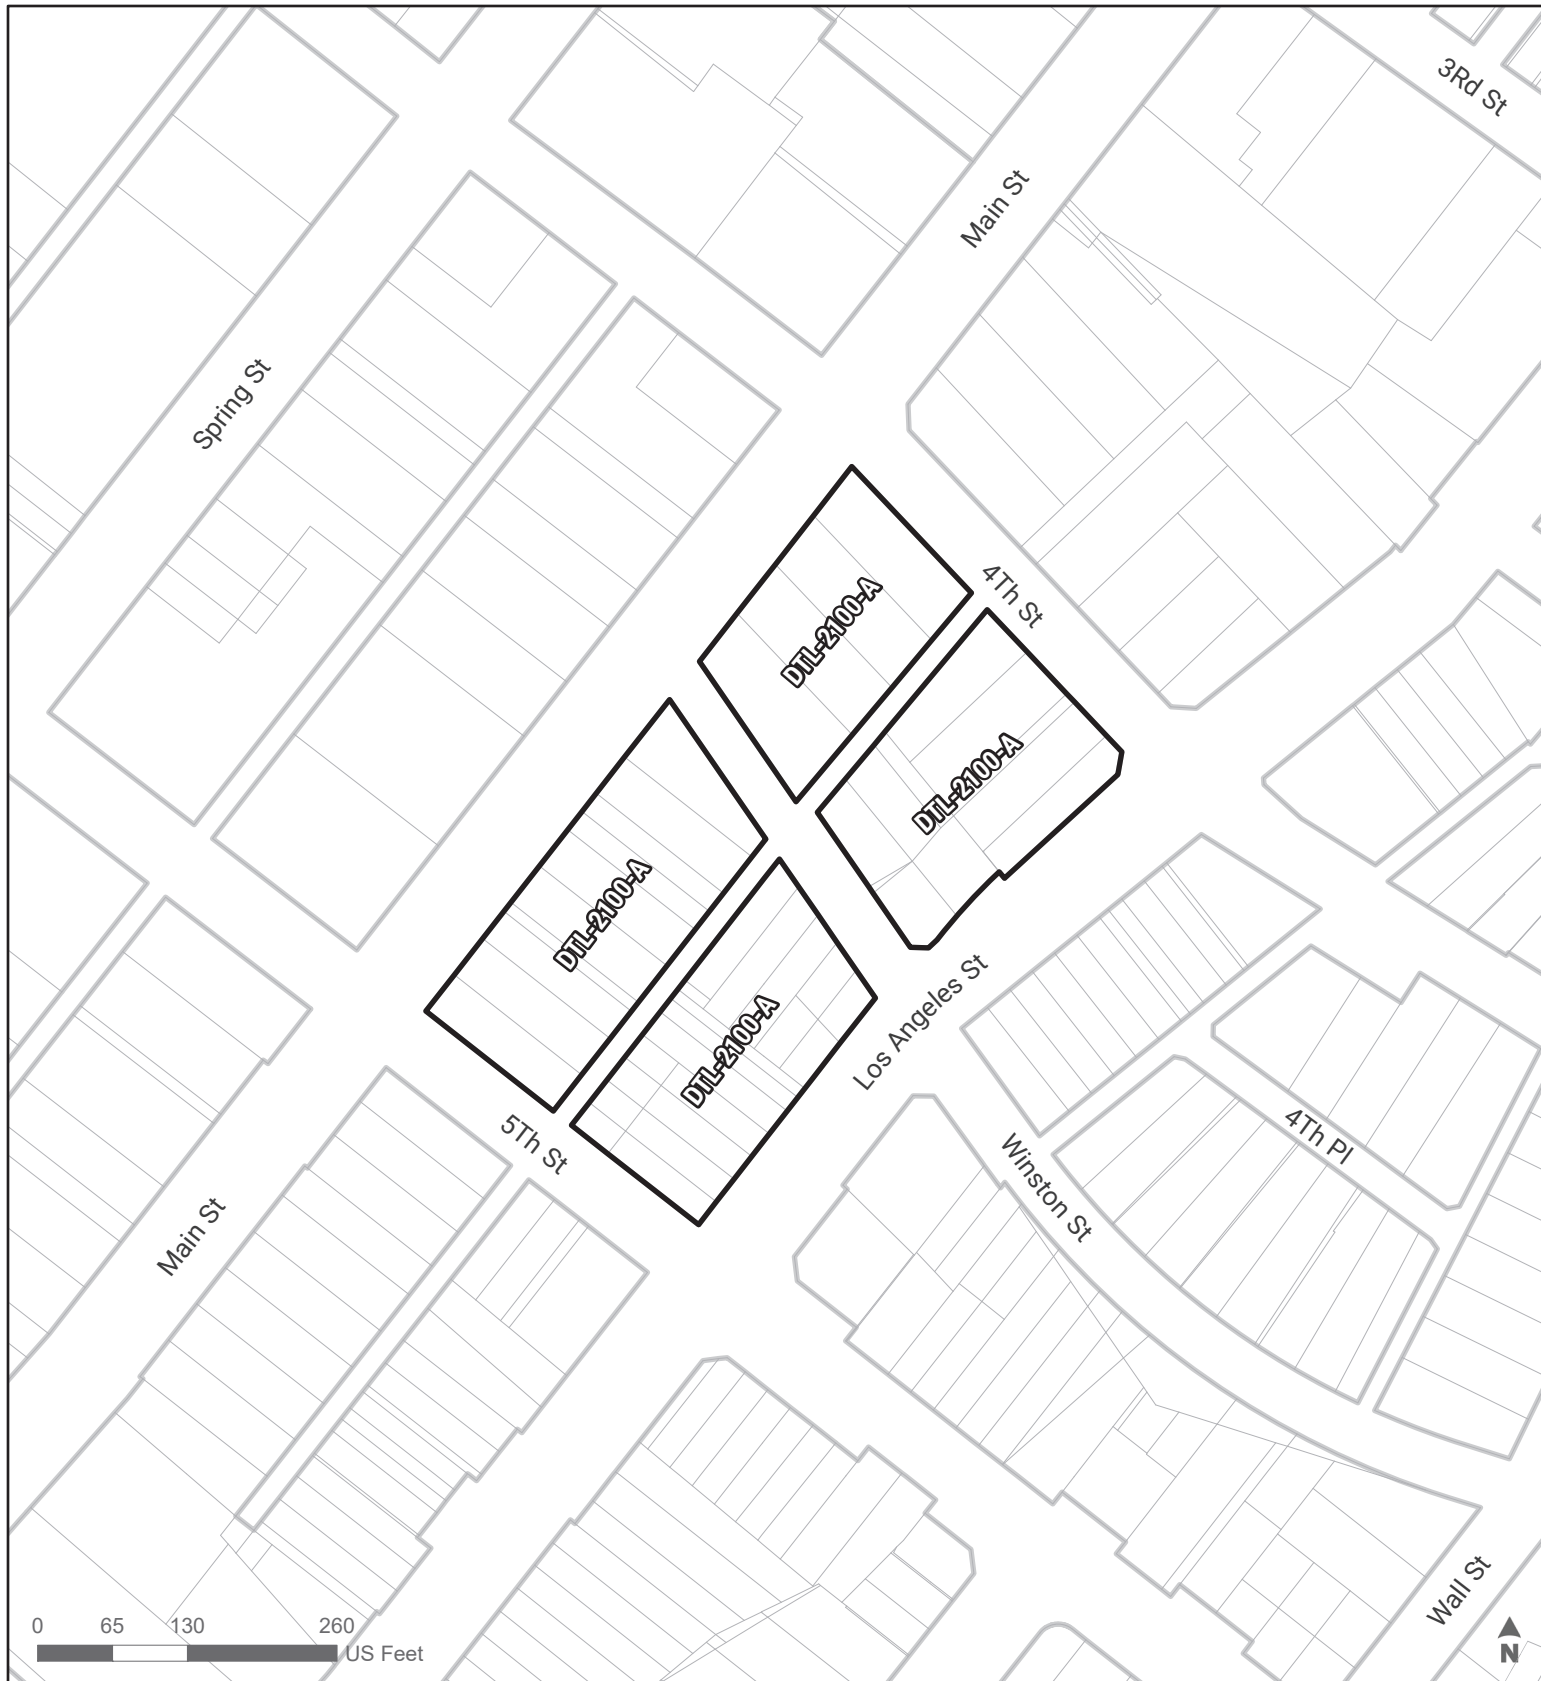 3Rd St
Main St
Spring St
4Th St
DTL-2100-A
DTL-2100-A
DTL-2100-A
DTL-2100-A
Los Angeles St
5Th St
4Th Pl
Winston St
Main St
Wall St
0 65 130 260
US Feet
N